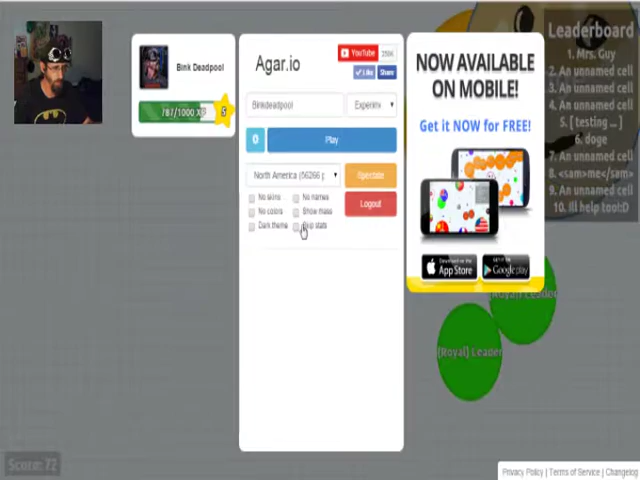 Bink Deadpool
787/1000 XP
5
Agar.io
YouTube
Like
Share
Binkdeadpool
Play
North America (56266 p
Spectate
Logout
No skins
No names
No colors
Show mass
Dark theme
Skip stats
NOW AVAILABLE
ON MOBILE!
Get it NOW for FREE!
App Store
Google play
Leaderboard
1. Mrs. Guy
2. An unnamed cell
3. An unnamed cell
4. An unnamed cell
5. [ testing ... ]
6. doge
7. An unnamed cell
8. <sam>me</sam>
9. An unnamed cell
10. Ill help too!:D
(Royal) Leader
(Royal) Leader
Score: 72
Privacy Policy | Terms of Service | Changelog